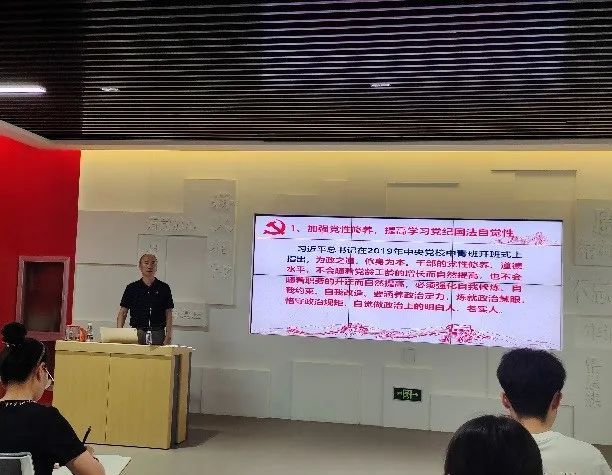 1、加强党性修养，提高学习党纪国法自觉性
习近平总书记在2019年中央党校中青班开班式上
指出，为政之道，修身为本。干部的党性修养、道德
水平，不会随着党龄工龄的增长而自然提高，也不会
随着职务的升迁而自然提高，必须强化自我修炼、自
我约束、自我改造。要涵养政治定力，炼就政治慧眼，
恪守政治规矩，自觉做政治上的明白人、老实人。